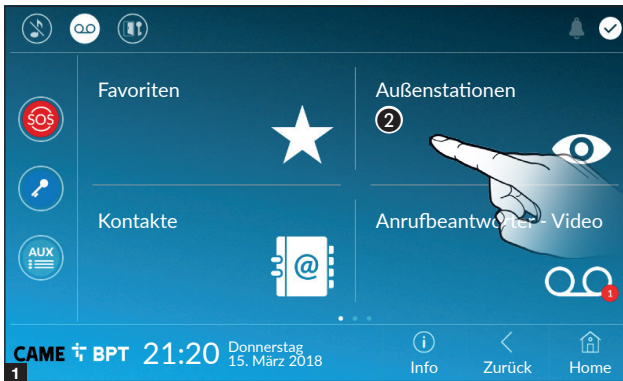 Favoriten
Außenstationen
2
SOS
Kontakte
Anrufbeantworter - Video
@
AUX
1
CAME BPT 21:20 Donnerstag
15. März 2018
Info
Zurück
Home
1